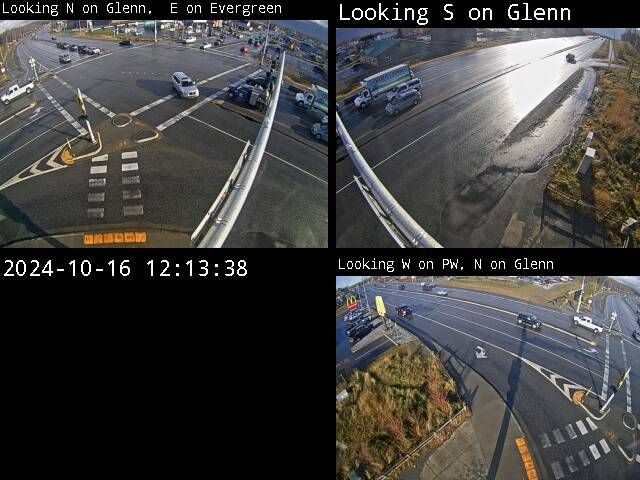 Looking N on Glenn,  E on Evergreen
Looking S on Glenn
2024-10-16 12:13:38
Looking W on PW, N on Glenn